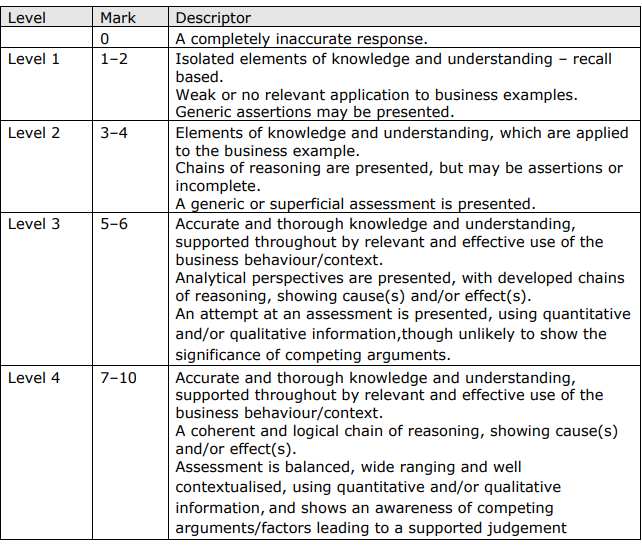 Level Mark Descriptor
0 A completely inaccurate response.
Level 1 1–2 Isolated elements of knowledge and understanding – recall
based.
Weak or no relevant application to business examples.
Generic assertions may be presented.
Level 2 3–4 Elements of knowledge and understanding, which are applied
to the business example.
Chains of reasoning are presented, but may be assertions or
incomplete.
A generic or superficial assessment is presented.
Level 3 5–6 Accurate and thorough knowledge and understanding,
supported throughout by relevant and effective use of the
business behaviour/context.
Analytical perspectives are presented, with developed chains
of reasoning, showing cause(s) and/or effect(s).
An attempt at an assessment is presented, using quantitative
and/or qualitative information,though unlikely to show the
significance of competing arguments.
Level 4 7–10 Accurate and thorough knowledge and understanding,
supported throughout by relevant and effective use of the
business behaviour/context.
A coherent and logical chain of reasoning, showing cause(s)
and/or effect(s).
Assessment is balanced, wide ranging and well
contextualised, using quantitative and/or qualitative
information, and shows an awareness of competing
arguments/factors leading to a supported judgement